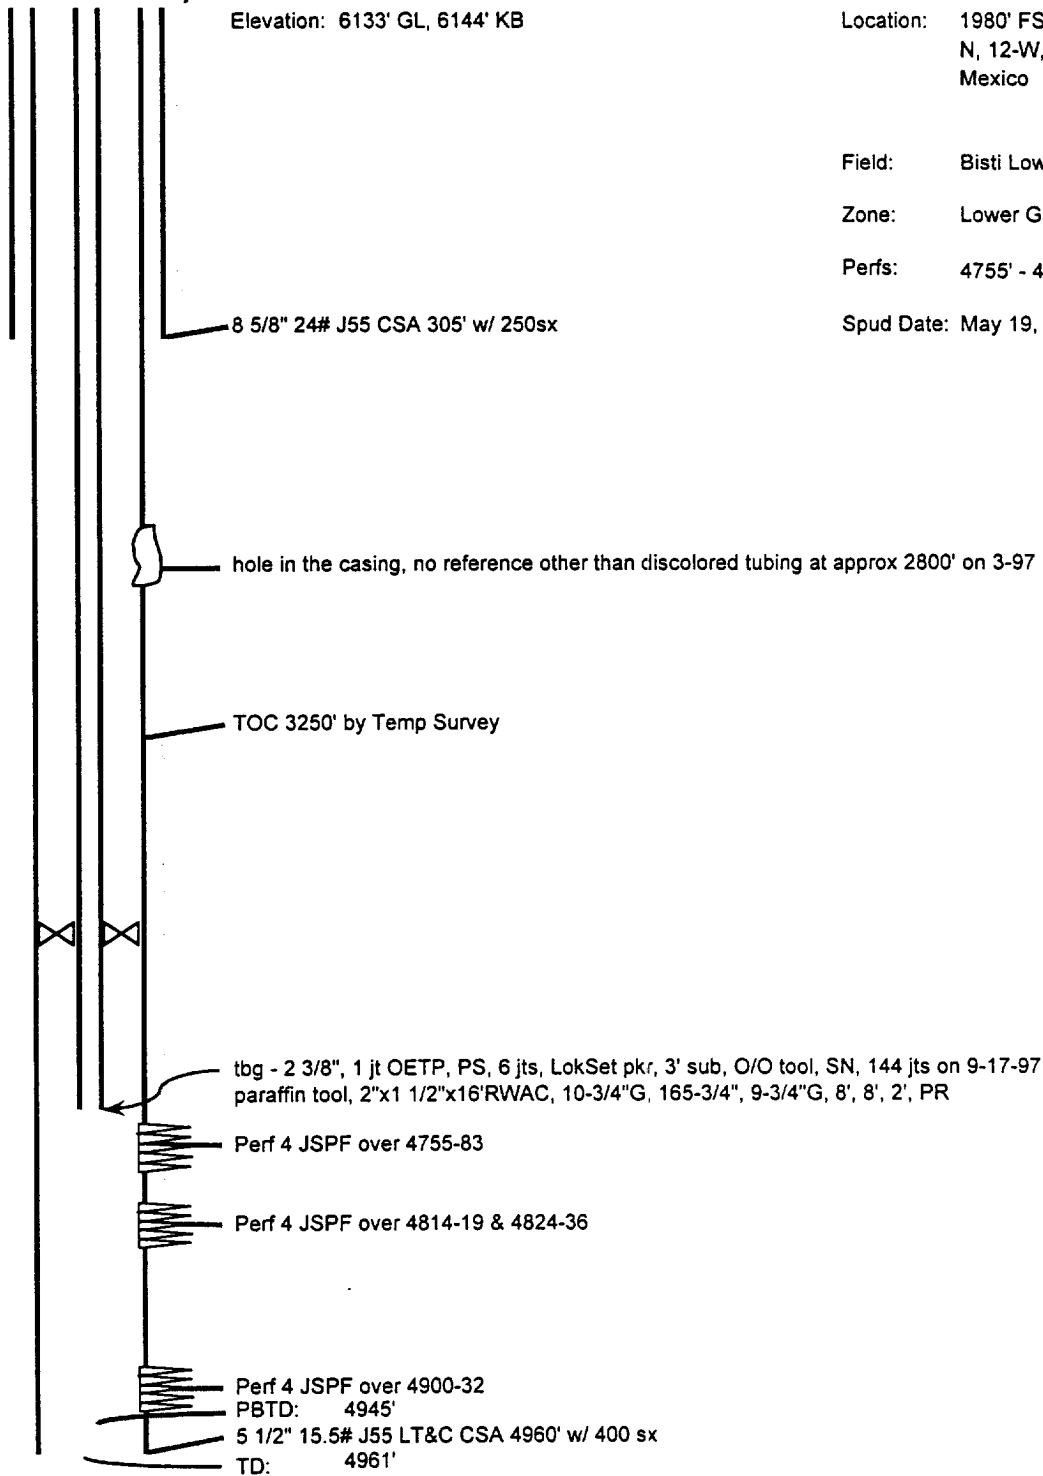 Elevation: 6133' GL, 6144' KB
Location: 1980' FS
N, 12-W,
Mexico
Field: Bisti Low
Zone: Lower G
Perfs: 4755' - 4
8 5/8" 24# J55 CSA 305' w/ 250sx
Spud Date: May 19,
hole in the casing, no reference other than discolored tubing at approx 2800' on 3-97
TOC 3250' by Temp Survey
tbg - 2 3/8", 1 jt OETP, PS, 6 jts, LokSet pkr, 3' sub, O/O tool, SN, 144 jts on 9-17-97
paraffin tool, 2"x1 1/2"x16'RWAC, 10-3/4"G, 165-3/4", 9-3/4"G, 8', 8', 2', PR
Perf 4 JSPF over 4755-83
Perf 4 JSPF over 4814-19 & 4824-36
Perf 4 JSPF over 4900-32
PBTD: 4945'
5 1/2" 15.5# J55 LT&C CSA 4960' w/ 400 sx
TD: 4961'